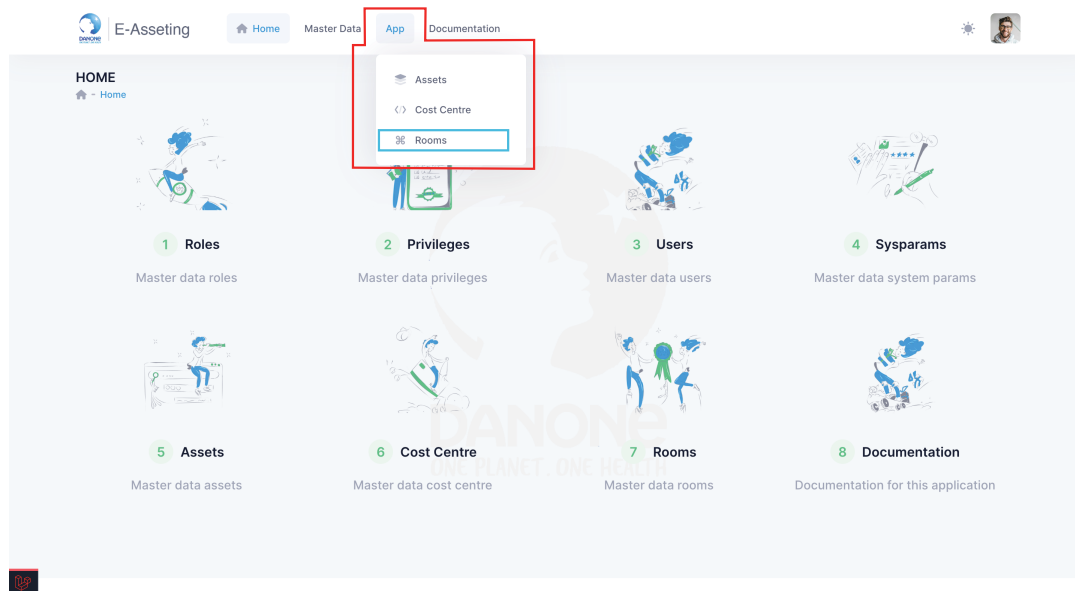 DANONE
E-Asseting
Home
Master Data
App
Documentation
Assets
Cost Centre
Rooms
HOME
- Home
1 Roles
Master data roles
2 Privileges
Master data privileges
3 Users
Master data users
4 Sysparams
Master data system params
5 Assets
Master data assets
6 Cost Centre
Master data cost centre
7 Rooms
Master data rooms
8 Documentation
Documentation for this application
DANONE
ONE PLANET. ONE HEALTH